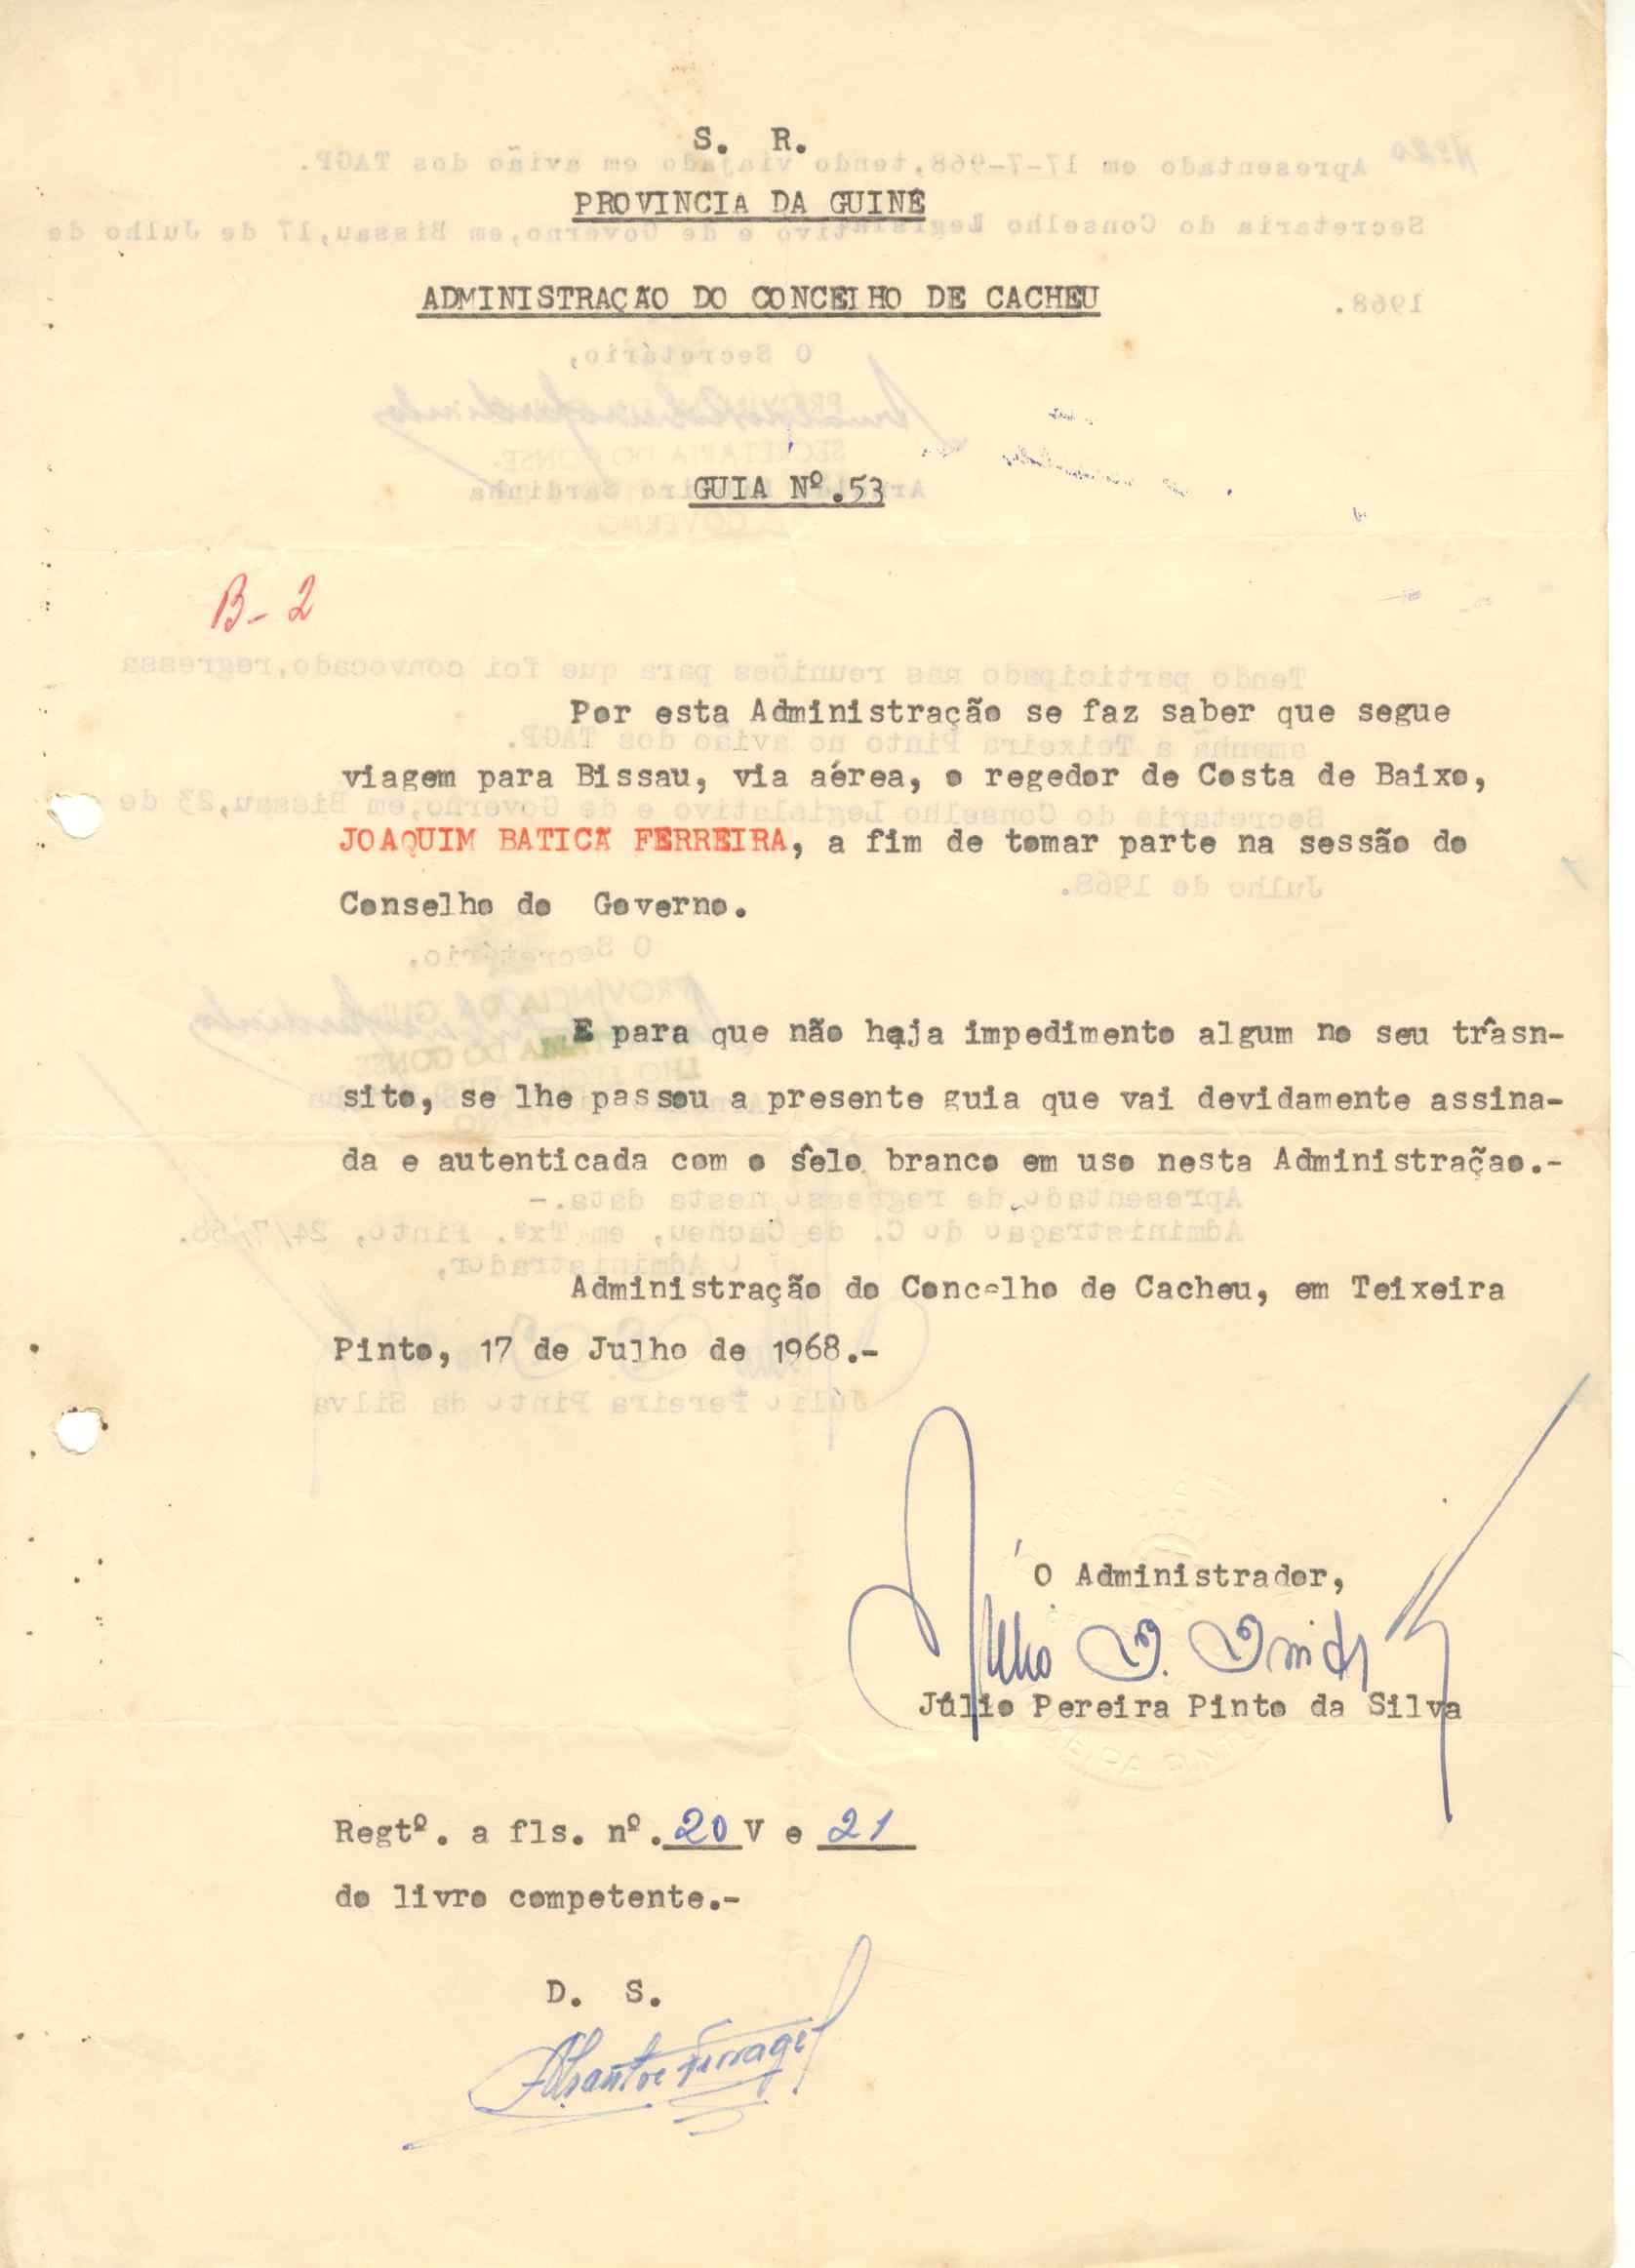 S. R.
PROVINCIA DA GUINÉ
ADMINISTRAÇÃO DO CONCELHO DE CACHEU
GUIA Nº.53
B-2
Por esta Administração se faz saber que segue
viagem para Bissau, via aérea, o regedor de Costa de Baixo,
JOAQUIM BATICÃ FERREIRA, a fim de tomar parte na sessão do
Conselho do Governo.
E para que não haja impedimento algum no seu trâsn-
sito, se lhe passou a presente guia que vai devidamente assina-
da e autenticada com o sêlo branco em uso nesta Administração.-
Administração do Concelho de Cacheu, em Teixeira
Pinto, 17 de Julho de 1968.-
O Administrador,
Júlio Pereira Pinto da Silva
Regtº. a fls. nº. 20 V e 21
do livro competente.-
D. S.